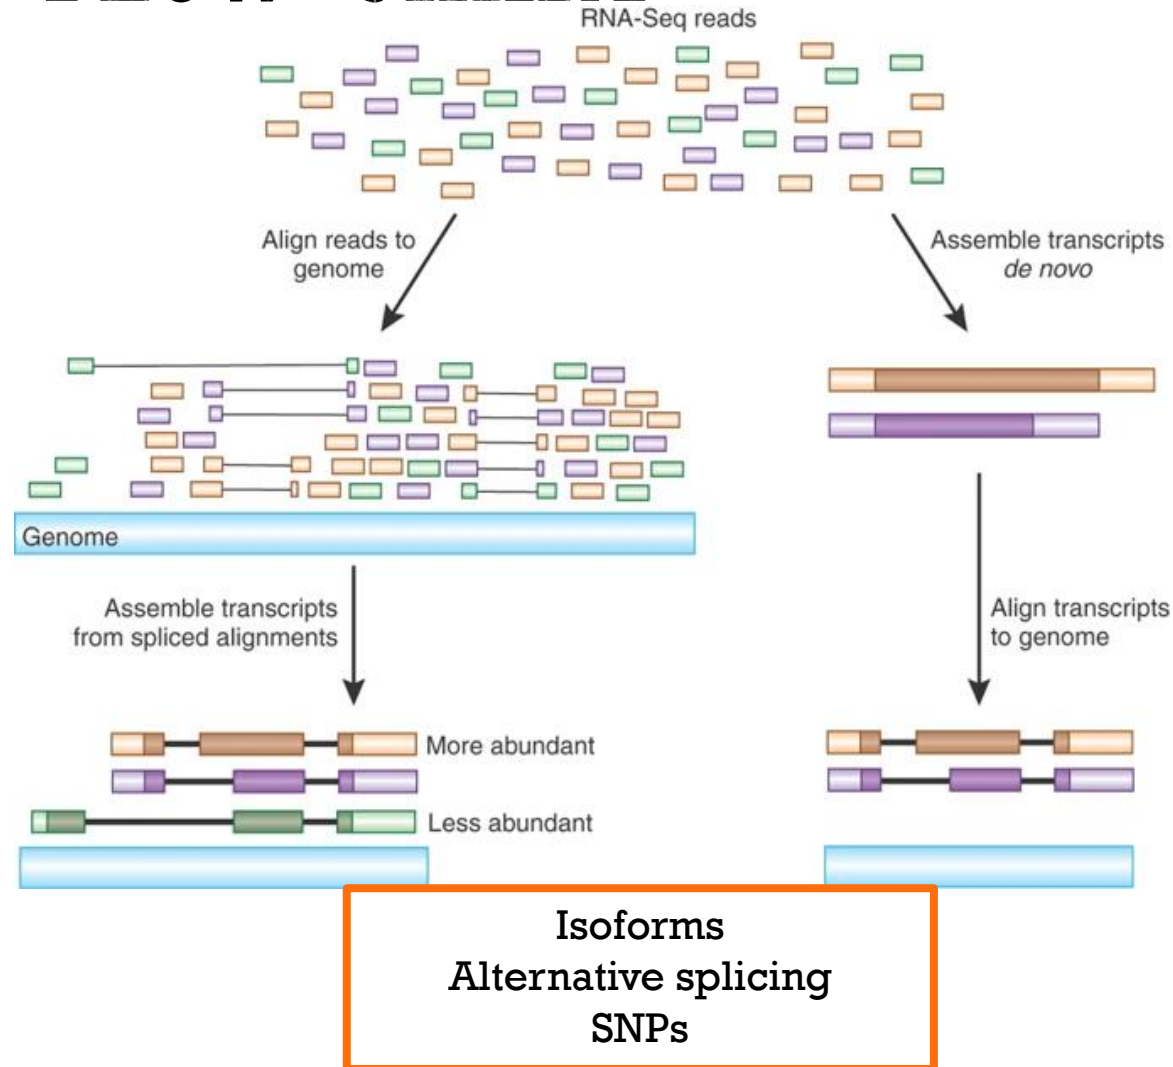 RNA-Seq reads
Align reads to
genome
Assemble transcripts
de novo
Genome
Assemble transcripts
from spliced alignments
Align transcripts
to genome
More abundant
Less abundant
Isoforms
Alternative splicing
SNPs